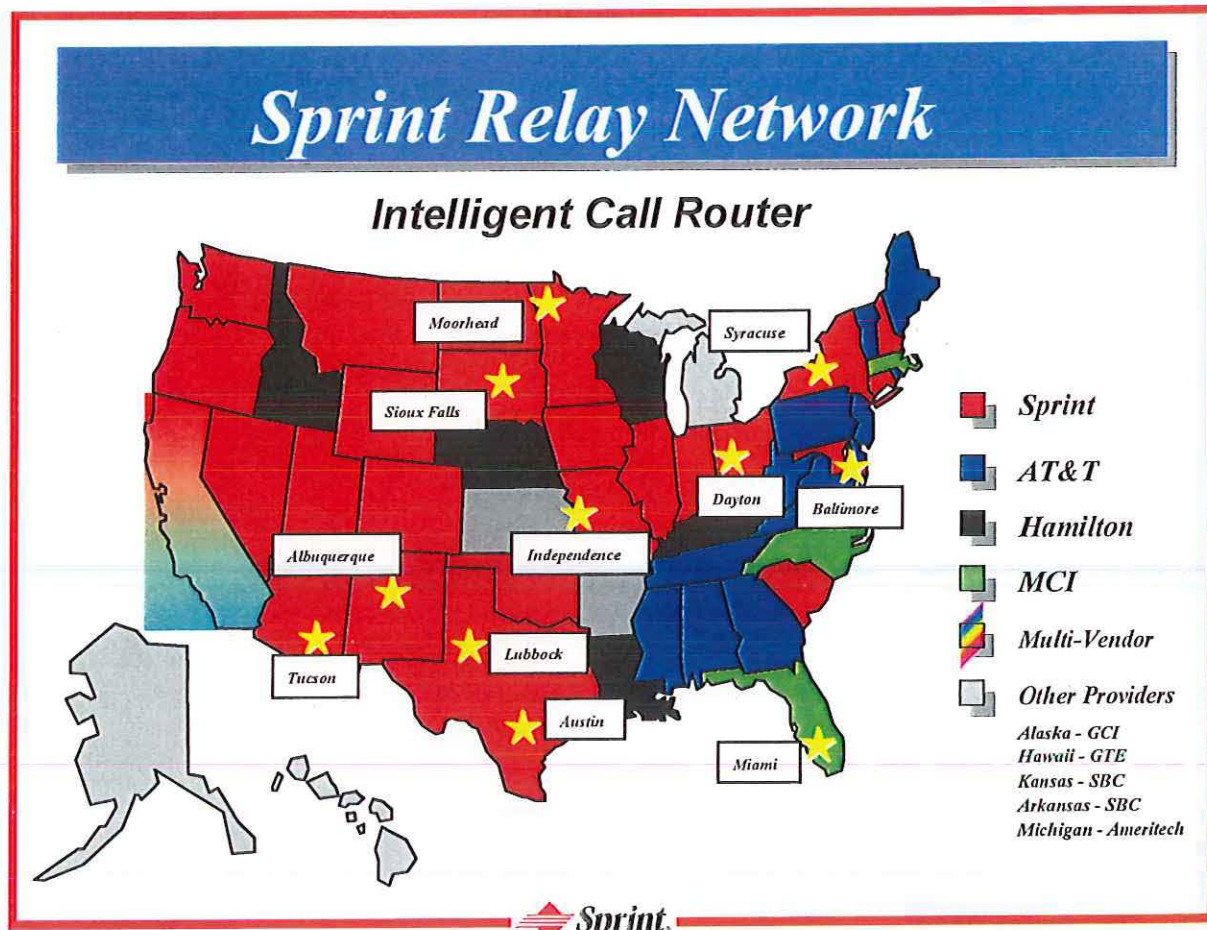 Sprint Relay Network
Intelligent Call Router
Moorhead
Syracuse
Sioux Falls
Dayton
Baltimore
Albuquerque
Independence
Tucson
Lubbock
Austin
Miami
Sprint
AT&T
Hamilton
MCI
Multi-Vendor
Other Providers
Alaska - GCI
Hawaii - GTE
Kansas - SBC
Arkansas - SBC
Michigan - Ameritech
Sprint.